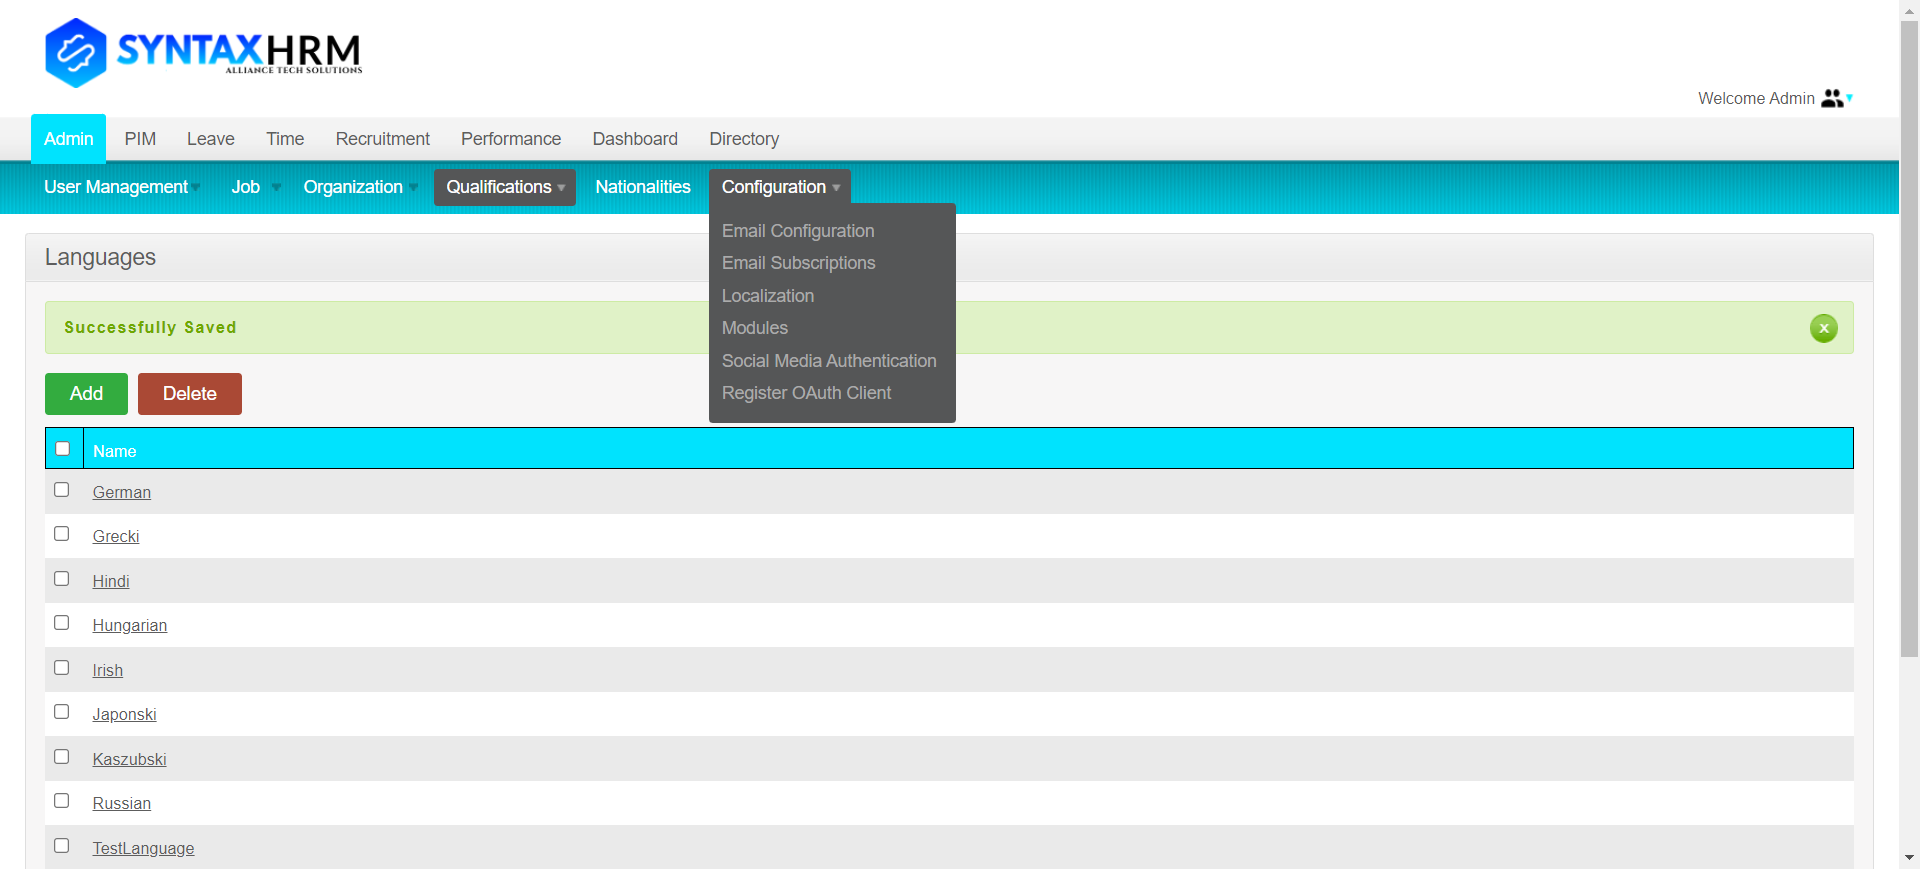 SYNTAXHRM
ALLIANCE TECH SOLUTIONS
Welcome Admin
Admin PIM Leave Time Recruitment Performance Dashboard Directory
User Management Job Organization Qualifications Nationalities Configuration
Email Configuration
Email Subscriptions
Localization
Modules
Social Media Authentication
Register OAuth Client
Languages
Successfully Saved
x
Add Delete
Name
German
Grecki
Hindi
Hungarian
Irish
Japonski
Kaszubski
Russian
TestLanguage